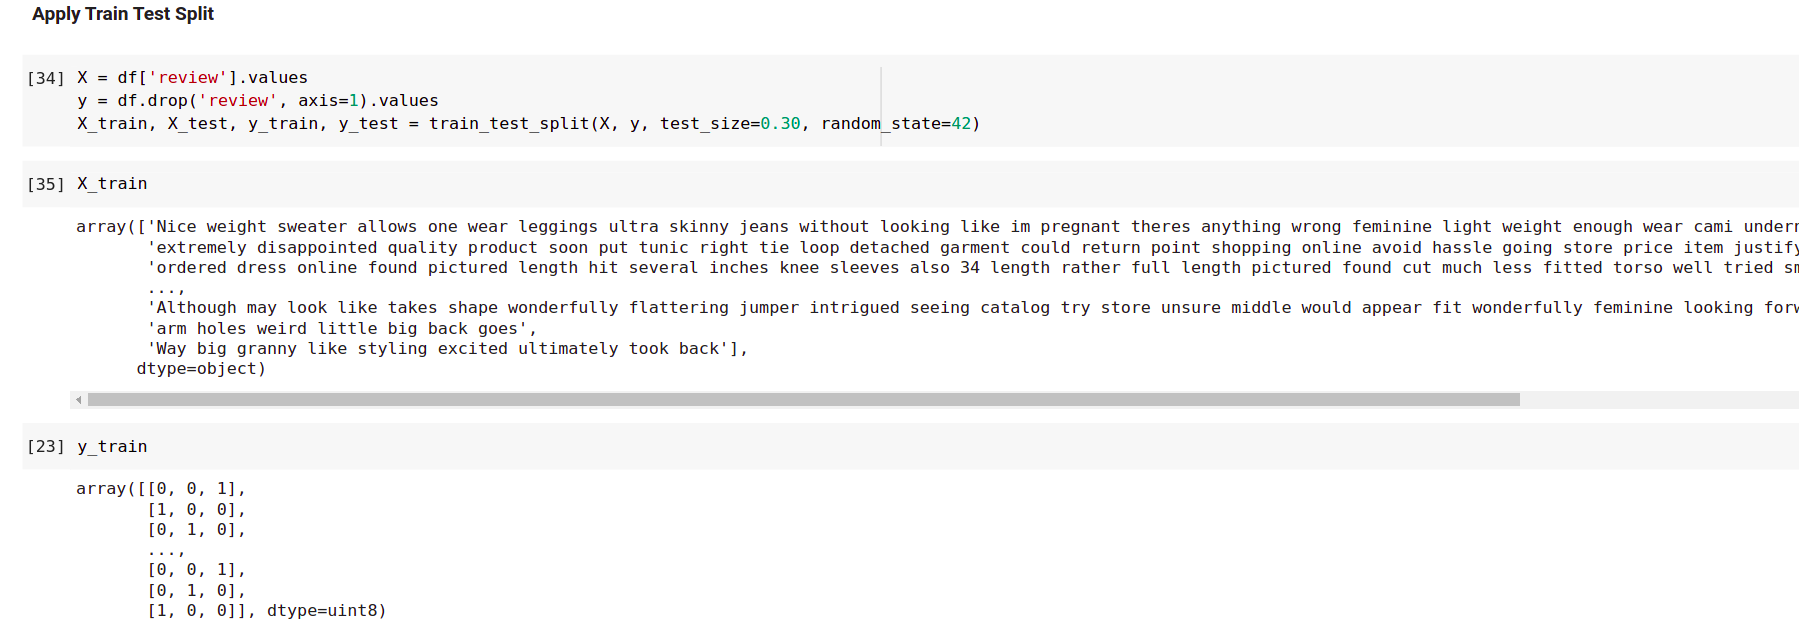 Apply Train Test Split
[34] X = df['review'].values
y = df.drop('review', axis=1).values
X_train, X_test, y_train, y_test = train_test_split(X, y, test_size=0.30, random_state=42)
[35] X_train
array(['Nice weight sweater allows one wear leggings ultra skinny jeans without looking like im pregnant theres anything wrong feminine light weight enough wear cami
'extremely disappointed quality product soon put tunic right tie loop detached garment could return point shopping online avoid hassle going store price item justify
'ordered dress online found pictured length hit several inches knee sleeves also 34 length rather full length pictured found cut much less fitted torso well tried
...,
'Although may look like takes shape wonderfully flattering jumper intrigued seeing catalog try store unsure middle would appear fit wonderfully feminine looking
'arm holes weird little big back goes',
'Way big granny like styling excited ultimately took back'],
dtype=object)
[23] y_train
array([[0, 0, 1],
[1, 0, 0],
[0, 1, 0],
...,
[0, 0, 1],
[0, 1, 0],
[1, 0, 0]], dtype=uint8)